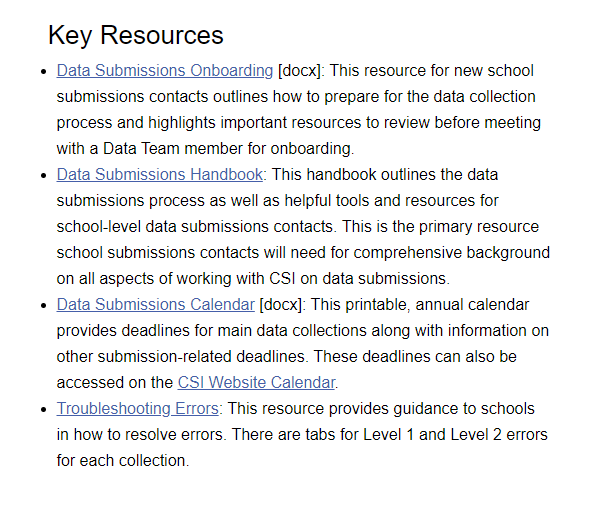 Key Resources
• Data Submissions Onboarding [docx]: This resource for new school
submissions contacts outlines how to prepare for the data collection
process and highlights important resources to review before meeting
with a Data Team member for onboarding.
• Data Submissions Handbook: This handbook outlines the data
submissions process as well as helpful tools and resources for
school-level data submissions contacts. This is the primary resource
school submissions contacts will need for comprehensive background
on all aspects of working with CSI on data submissions.
• Data Submissions Calendar [docx]: This printable, annual calendar
provides deadlines for main data collections along with information on
other submission-related deadlines. These deadlines can also be
accessed on the CSI Website Calendar.
• Troubleshooting Errors: This resource provides guidance to schools
in how to resolve errors. There are tabs for Level 1 and Level 2 errors
for each collection.